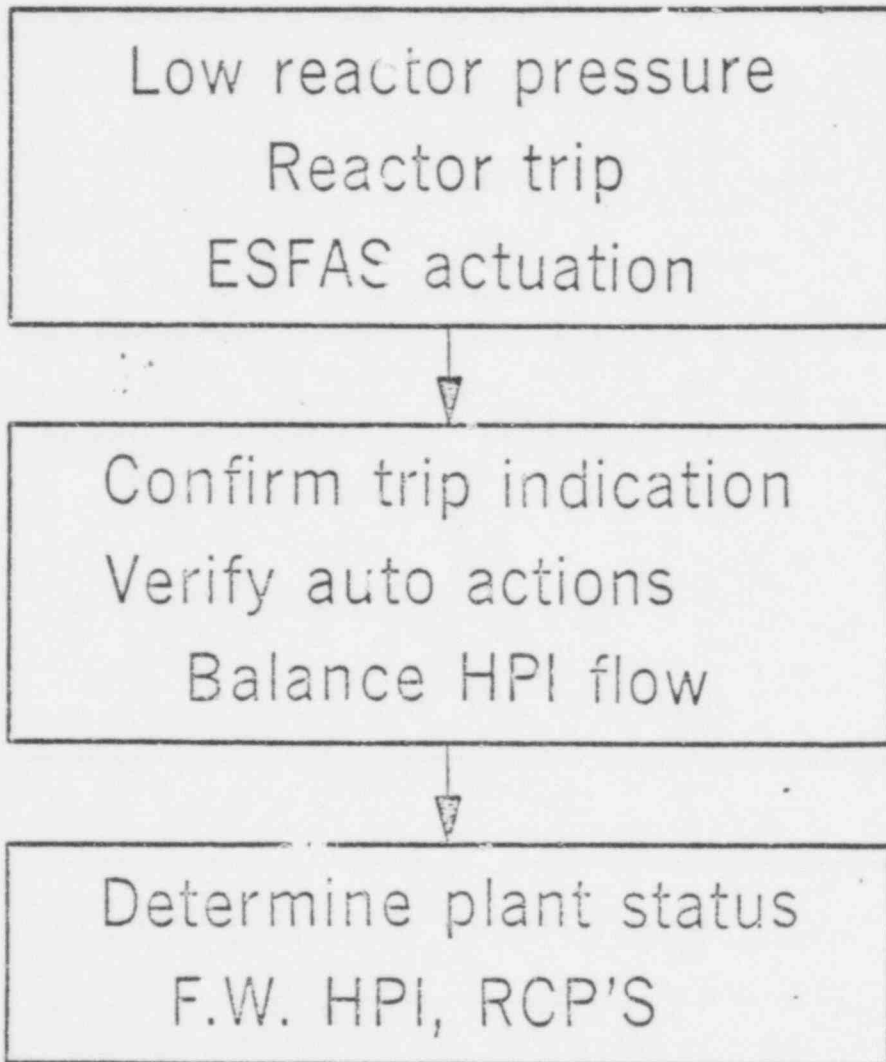 Low reactor pressure
Reactor trip
ESFAS actuation
Confirm trip indication
Verify auto actions
Balance HPI flow
Determine plant status
F.W. HPI, RCP'S